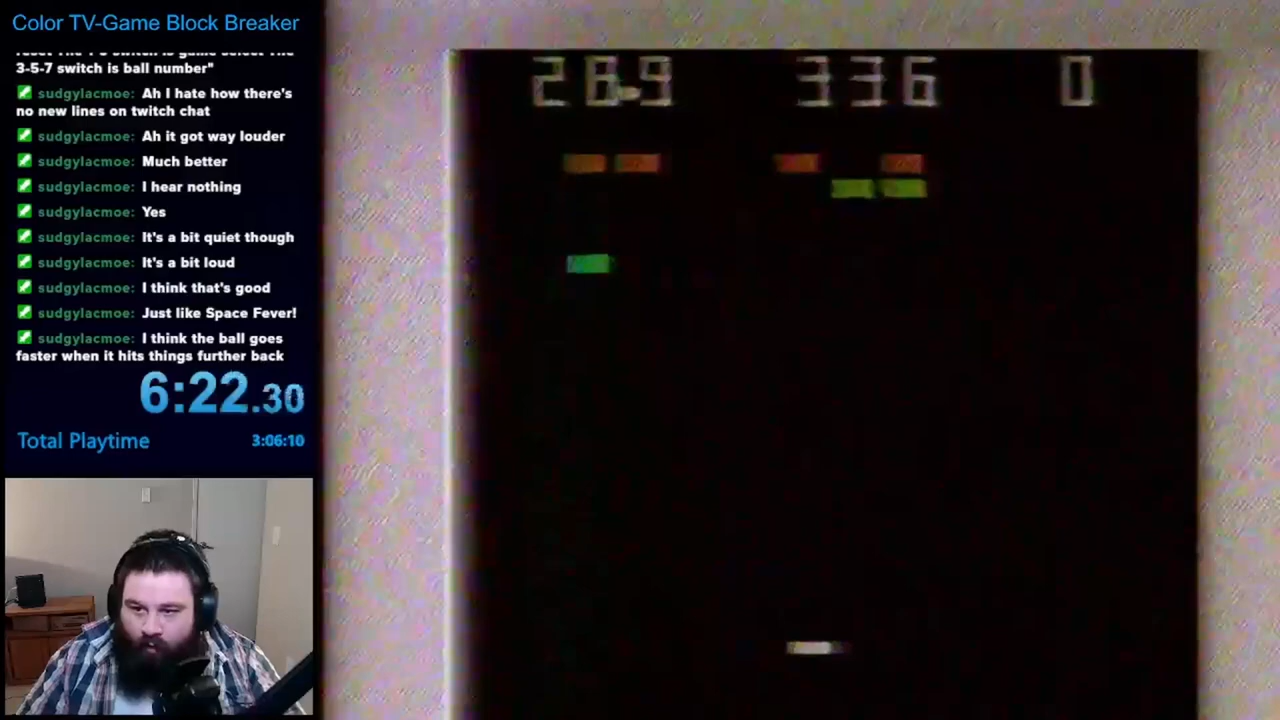 Color TV-Game Block Breaker
3-5-7 switch is ball number"
sudgylacmoe: Ah I hate how there's
no new lines on twitch chat
sudgylacmoe: Ah it got way louder
sudgylacmoe: Much better
sudgylacmoe: I hear nothing
sudgylacmoe: Yes
sudgylacmoe: It's a bit quiet though
sudgylacmoe: It's a bit loud
sudgylacmoe: I think that's good
sudgylacmoe: Just like Space Fever!
sudgylacmoe: I think the ball goes
faster when it hits things further back
6:22.30
Total Playtime 3:06:10
28.9 336 0